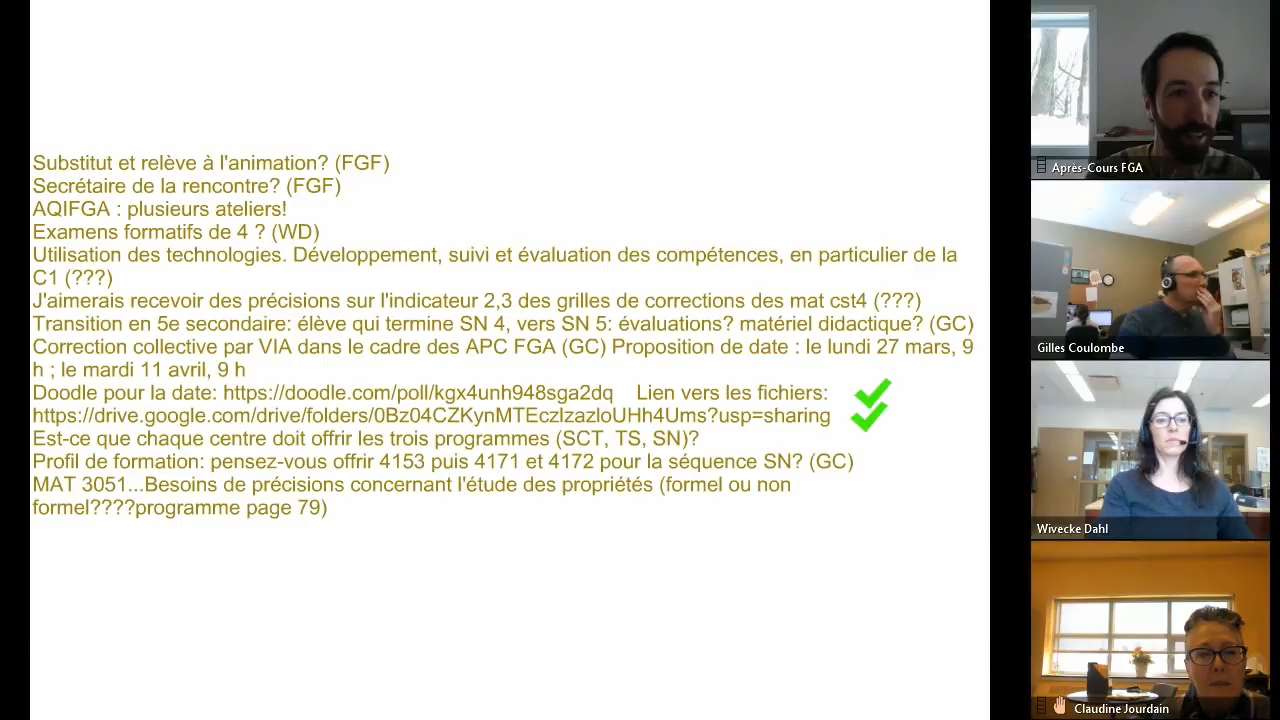 Substitut et relève à l'animation? (FGF)
Secrétaire de la rencontre? (FGF)
AQIFGA : plusieurs ateliers!
Examens formatifs de 4 ? (WD)
Utilisation des technologies. Développement, suivi et évaluation des compétences, en particulier de la
C1 (???)
J'aimerais recevoir des précisions sur l'indicateur 2,3 des grilles de corrections des mat cst4 (???)
Transition en 5e secondaire: élève qui termine SN 4, vers SN 5: évaluations? matériel didactique? (GC)
Correction collective par VIA dans le cadre des APC FGA (GC) Proposition de date : le lundi 27 mars, 9
h ; le mardi 11 avril, 9 h
Doodle pour la date: https://doodle.com/poll/kgx4unh948sga2dq Lien vers les fichiers:
https://drive.google.com/drive/folders/0Bz04CZKynMTEczIzazloUHh4Ums?usp=sharing
Est-ce que chaque centre doit offrir les trois programmes (SCT, TS, SN)?
Profil de formation: pensez-vous offrir 4153 puis 4171 et 4172 pour la séquence SN? (GC)
MAT 3051...Besoins de précisions concernant l'étude des propriétés (formel ou non
formel????programme page 79)
Après-Cours FGA
Gilles Coulombe
Wivecke Dahl
Claudine Jourdain